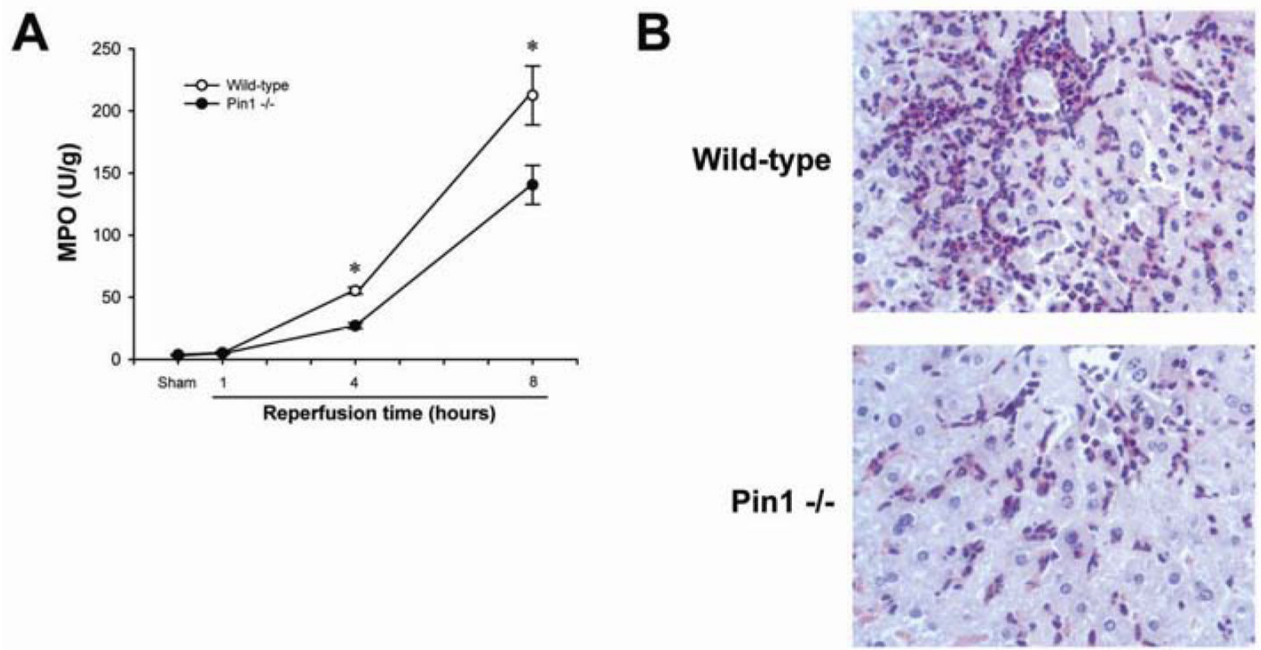 A
250
200
150
100
50
0
MPO (U/g)
Wild-type
Pin1 -/-
*
*
Sham 1 4 8
Reperfusion time (hours)
B
Wild-type
Pin1 -/-